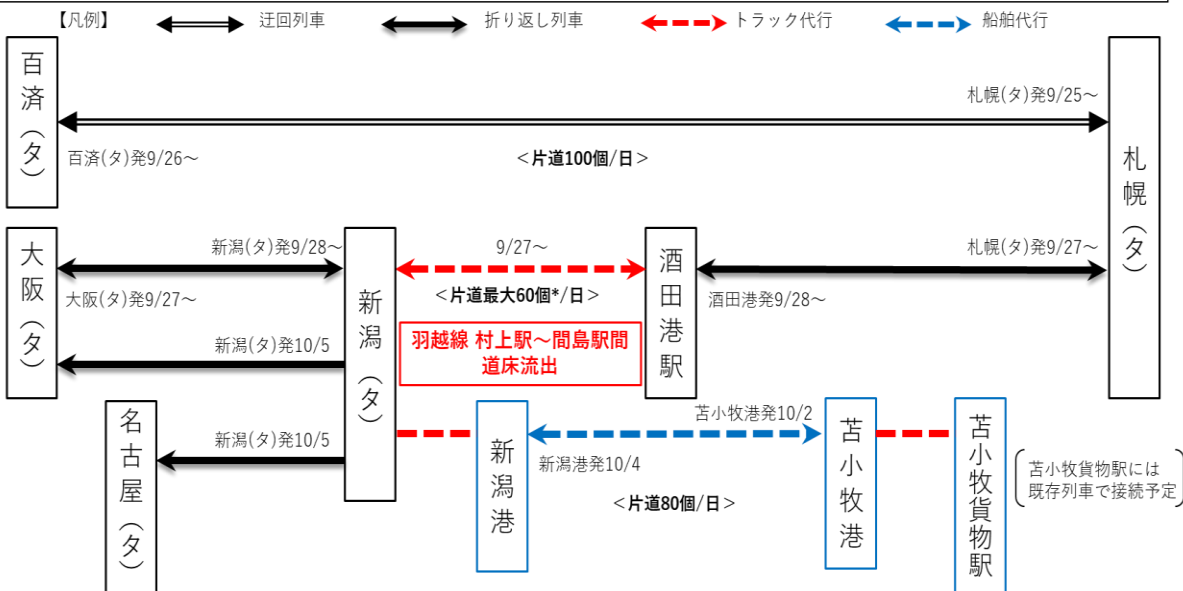 【凡例】 迂回列車 折り返し列車 トラック代行 船舶代行
百済(タ)
札幌(タ)発9/25～
百済(タ)発9/26～
＜片道100個/日＞
札幌(タ)
大阪(タ)
新潟(タ)発9/28～
大阪(タ)発9/27～
新潟(タ)発10/5
新潟(タ)
9/27～
＜片道最大60個*/日＞
羽越線 村上駅～間島駅間
道床流出
酒田港駅
札幌(タ)発9/27～
酒田港発9/28～
名古屋(タ)
新潟(タ)発10/5
新潟港
苫小牧港発10/2
新潟港発10/4
＜片道80個/日＞
苫小牧港
苫小牧貨物駅
苫小牧貨物駅には
既存列車で接続予定